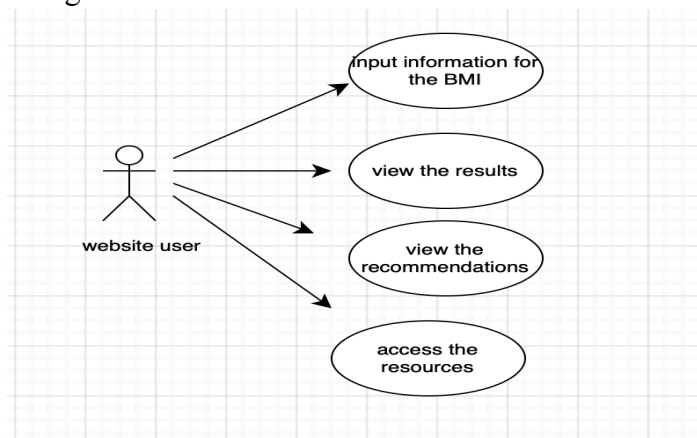 input information for
the BMI
view the results
website user
view the
recommendations
access the
resources